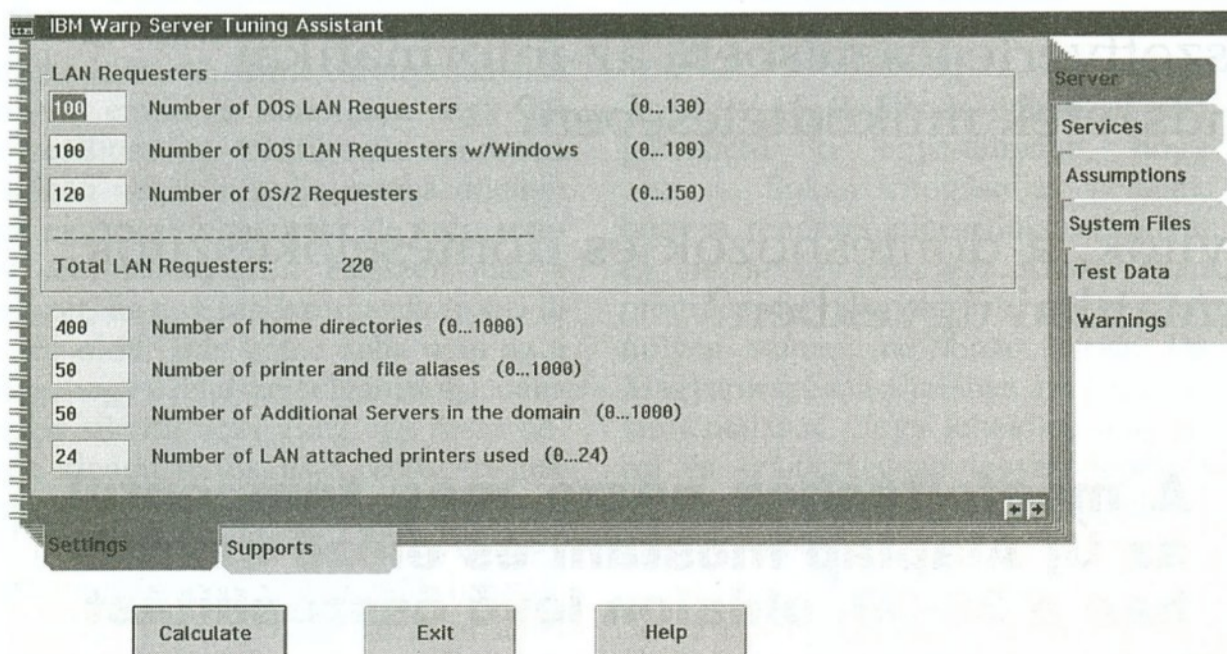 IBM Warp Server Tuning Assistant
LAN Requesters
100 Number of DOS LAN Requesters (0...130)
100 Number of DOS LAN Requesters w/Windows (0...100)
120 Number of OS/2 Requesters (0...150)
Total LAN Requesters: 220
400 Number of home directories (0...1000)
50 Number of printer and file aliases (0...1000)
50 Number of Additional Servers in the domain (0...1000)
24 Number of LAN attached printers used (0...24)
Server
Services
Assumptions
System Files
Test Data
Warnings
Settings
Supports
Calculate
Exit
Help